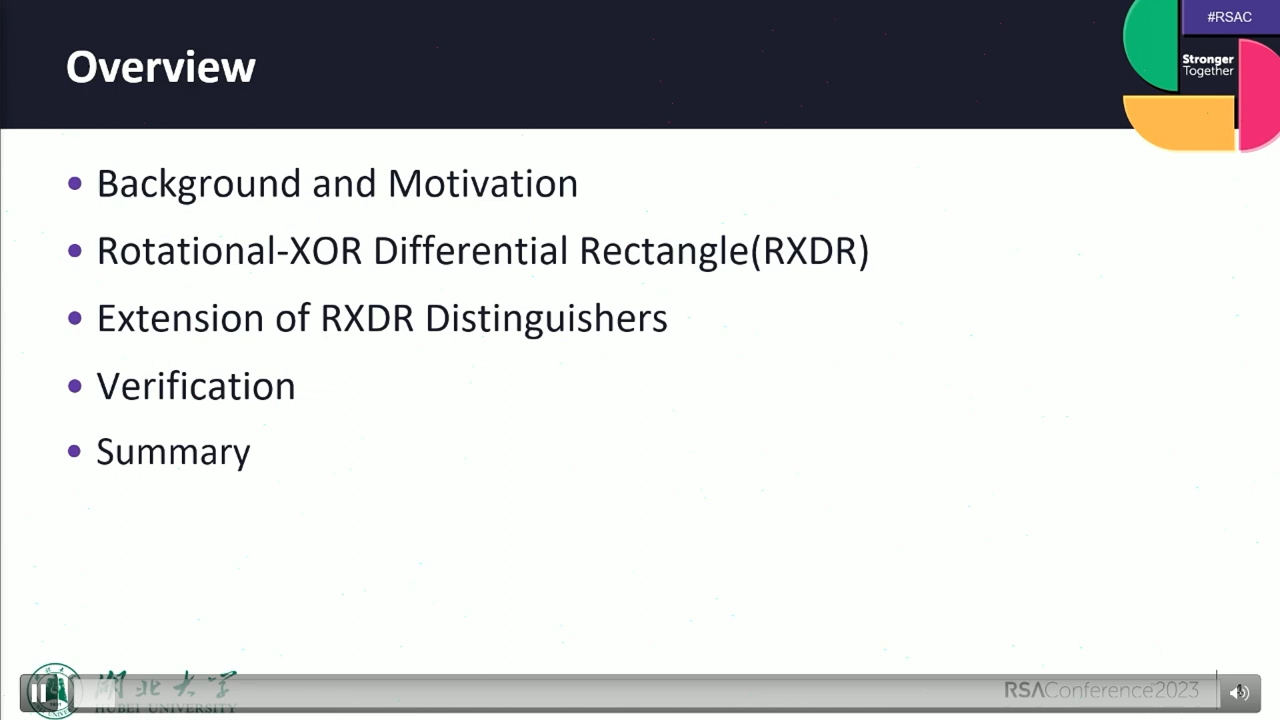 #RSAC
Stronger
Together
Overview
• Background and Motivation
• Rotational-XOR Differential Rectangle(RXDR)
• Extension of RXDR Distinguishers
• Verification
• Summary
湖北大学
HUBEI UNIVERSITY
RSAConference2023